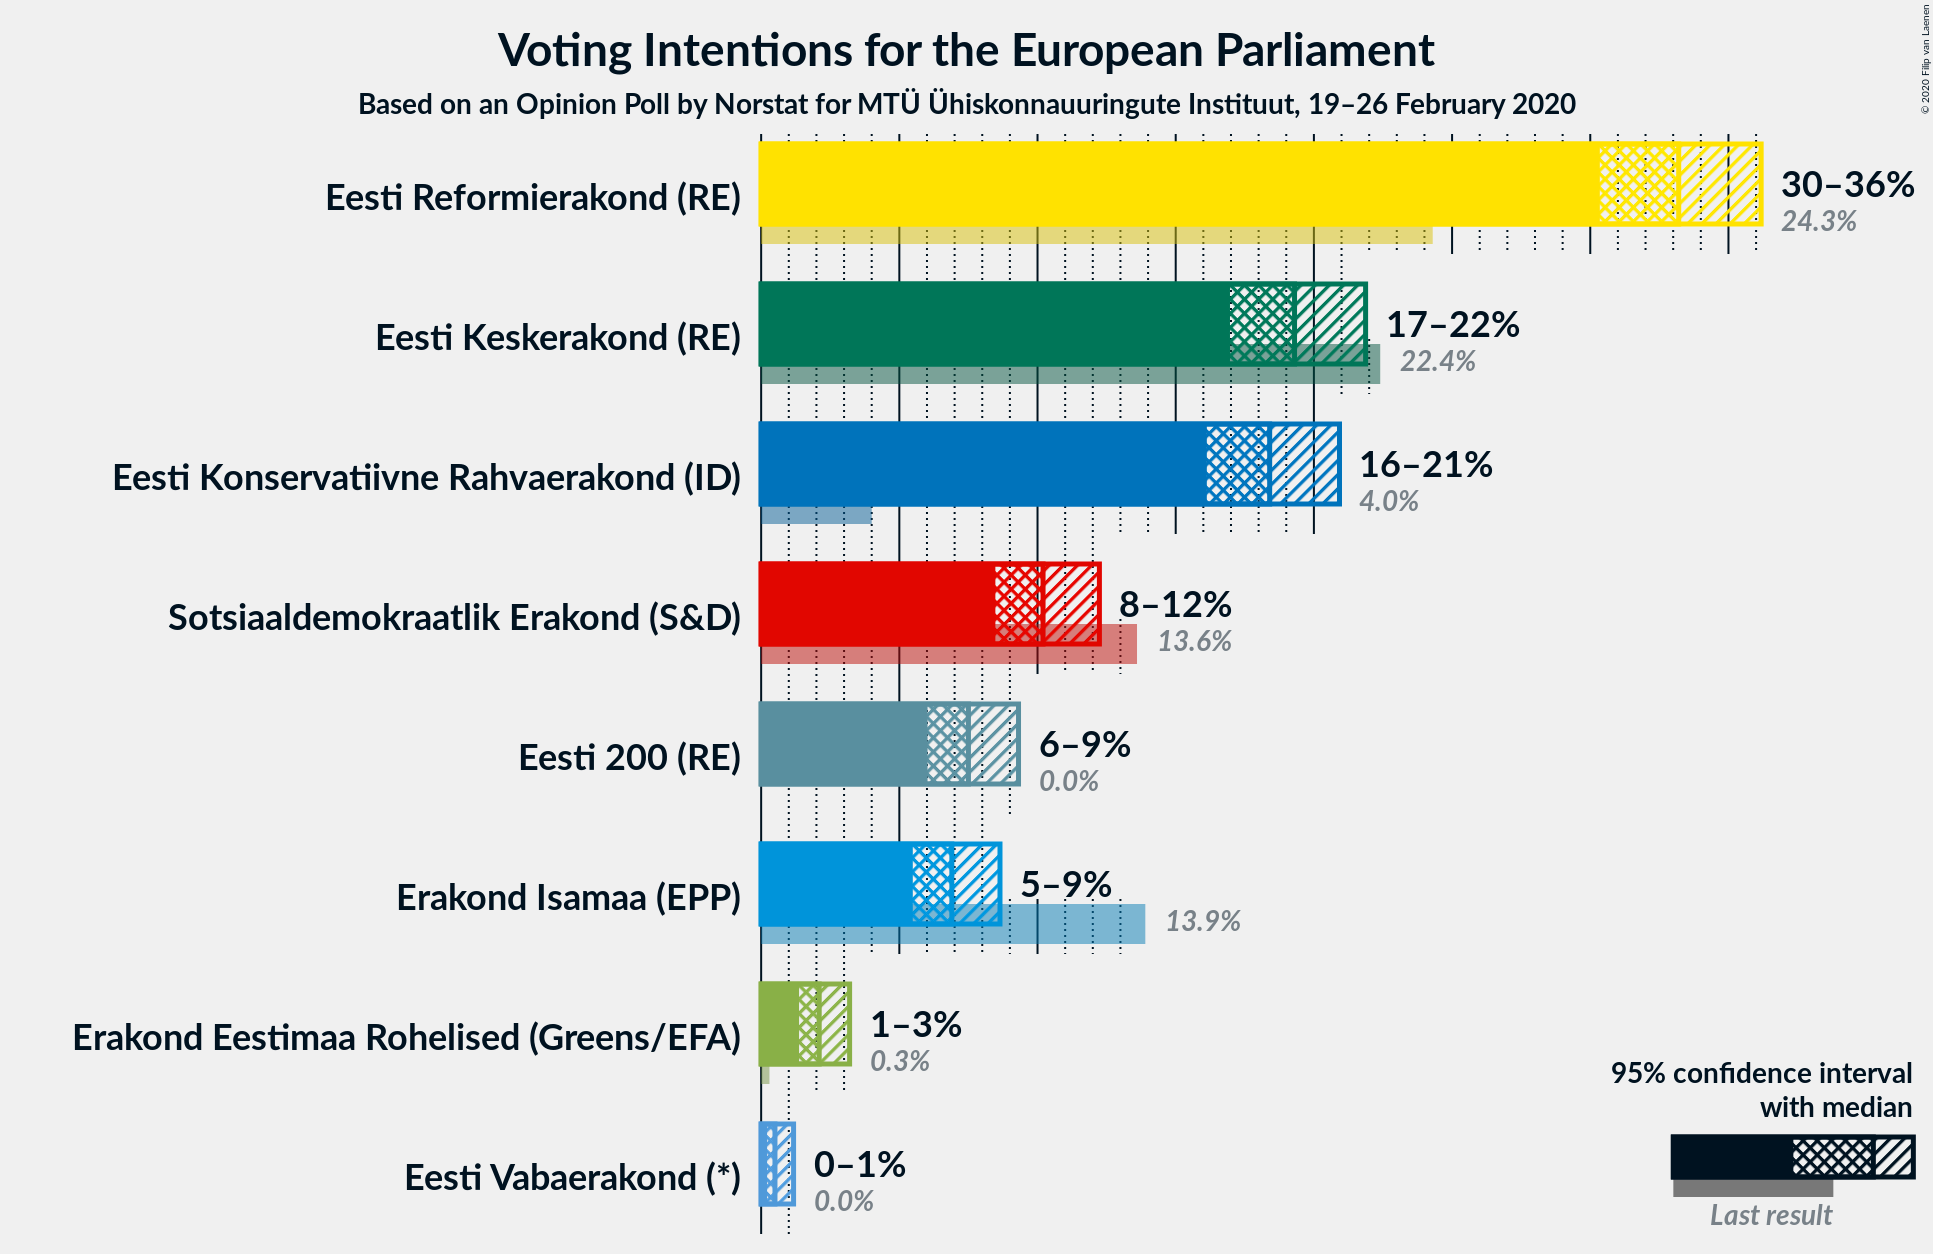 Voting Intentions for the European Parliament
Based on an Opinion Poll by Norstat for MTÜ Ühiskonnauuringute Instituut, 19–26 February 2020
© 2020 Filip van Laenen
Eesti Reformierakond (RE)
30–36%
24.3%
Eesti Keskerakond (RE)
17–22%
22.4%
Eesti Konservatiivne Rahvaerakond (ID)
16–21%
4.0%
Sotsiaaldemokraatlik Erakond (S&D)
8–12%
13.6%
Eesti 200 (RE)
6–9%
0.0%
Erakond Isamaa (EPP)
5–9%
13.9%
Erakond Eestimaa Rohelised (Greens/EFA)
1–3%
0.3%
Eesti Vabaerakond (*)
0–1%
0.0%
95% confidence interval
with median
Last result